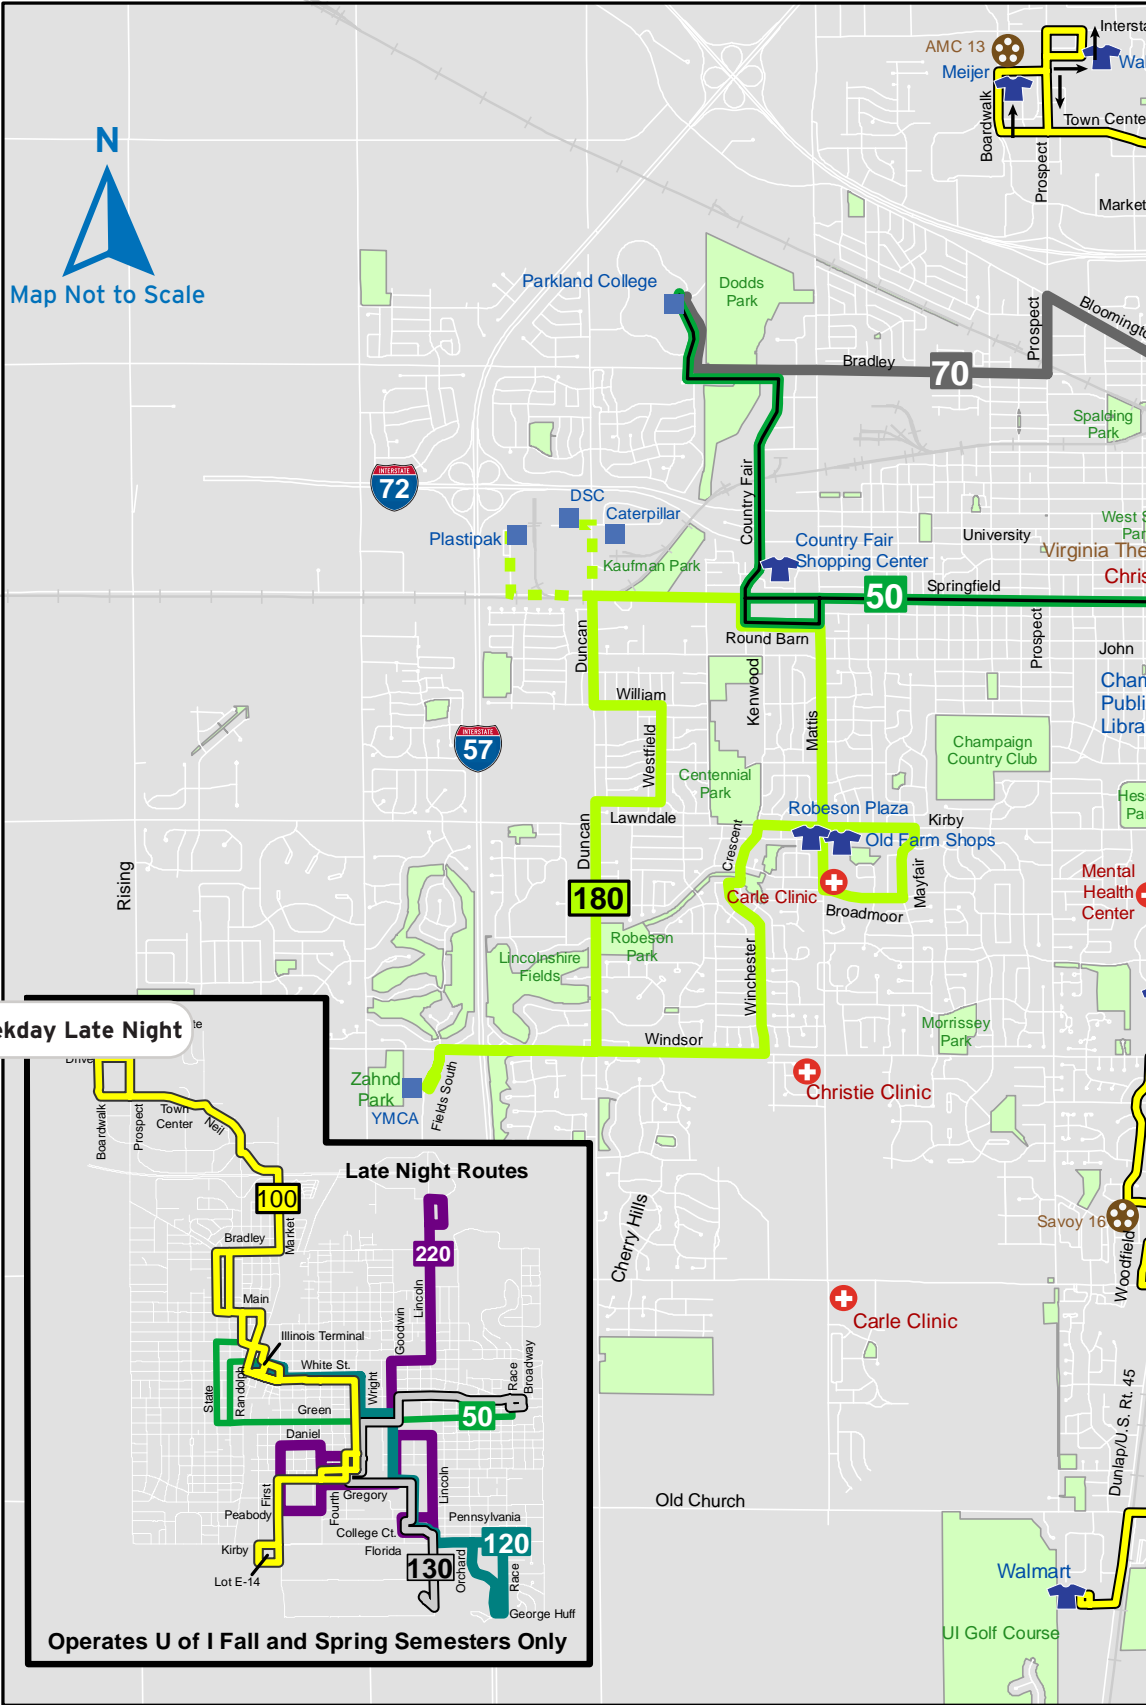 AMC 13
Meijer
Boardwalk
Prospect
Town Cente
Market
N
Map Not to Scale
Parkland College
Dodds
Park
Prospect
Bradley
70
Spalding
Park
INTERSTATE
72
DSC
Caterpillar
Plastipak
Kaufman Park
Country Fair
Country Fair
Shopping Center
University
50
Springfield
Prospect
John
Round Barn
Duncan
William
Kenwood
Westfield
Mattis
INTERSTATE
57
Centennial
Park
Champaign
Country Club
Lawndale
Robeson Plaza
Kirby
Old Farm Shops
Duncan
Crescent
Mayfair
Rising
180
Carle Clinic
Broadmoor
Mental
Health
Center
Robeson
Park
Lincolnshire
Fields
Winchester
Morrissey
Park
Windsor
Zahnd
Park
YMCA
Fields South
Christie Clinic
Cherry Hills
Savoy 16
Woodfield
Carle Clinic
Dunlap/U.S. Rt. 45
Old Church
Walmart
UI Golf Course
ekday Late Night
Drive
Boardwalk
Prospect
Town
Center
Neil
Late Night Routes
100
Market
Bradley
220
Lincoln
Goodwin
Main
Illinois Terminal
White St.
State
Randolph
Wright
Race
Broadway
Green
50
Daniel
First
Fourth
Gregory
Lincoln
Peabody
Pennsylvania
College Ct.
120
Kirby
Florida
130
Orchard
Race
Lot E-14
George Huff
Operates U of I Fall and Spring Semesters Only